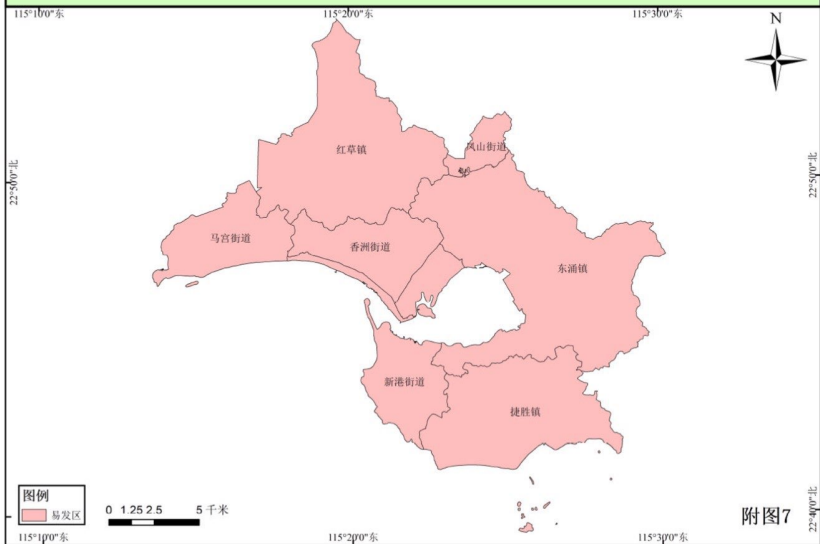 115°10'0"东
115°20'0"东
115°30'0"东
N
红草镇
凤山街道
22°50'0"北
22°50'0"北
马宫街道
香洲街道
东涌镇
新港街道
捷胜镇
图例
易发区
0 1.25 2.5 5 千米
附图7
22°40'0"北
115°10'0"东
115°20'0"东
115°30'0"东